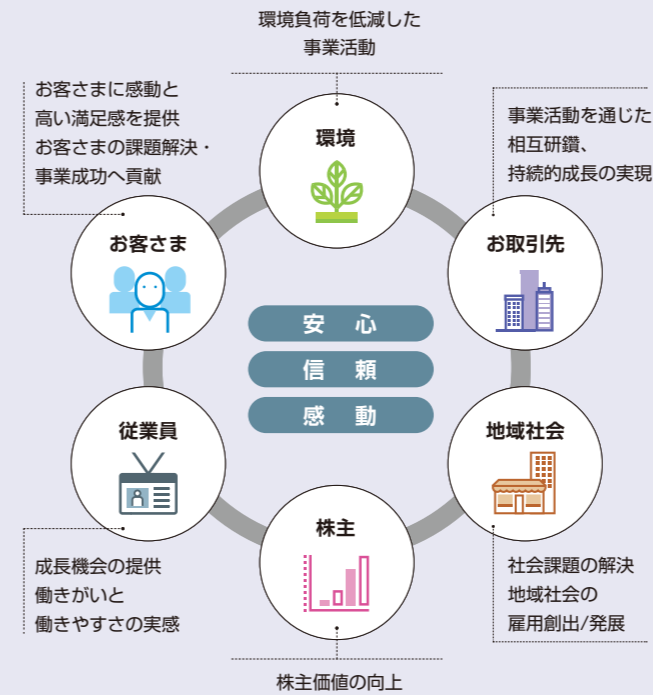 環境負荷を低減した
事業活動
環境
お客さまに感動と
高い満足感を提供
お客さまの課題解決・
事業成功へ貢献
お客さま
事業活動を通じた
相互研鑽、
持続的成長の実現
お取引先
安 心
信 頼
感 動
従業員
成長機会の提供
働きがいと
働きやすさの実感
地域社会
社会課題の解決
地域社会の
雇用創出/発展
株主
株主価値の向上